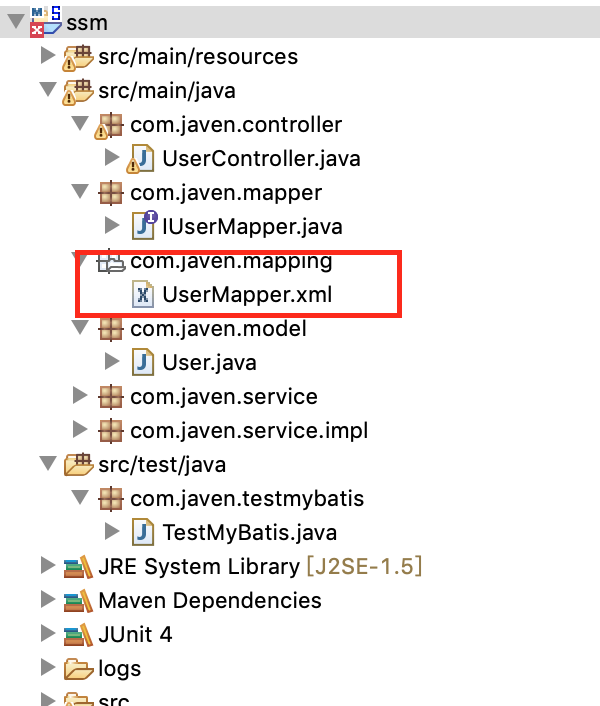 ssm
src/main/resources
src/main/java
com.javen.controller
UserController.java
com.javen.mapper
IUserMapper.java
com.javen.mapping
UserMapper.xml
com.javen.model
User.java
com.javen.service
com.javen.service.impl
src/test/java
com.javen.testmybatis
TestMyBatis.java
JRE System Library [J2SE-1.5]
Maven Dependencies
JUnit 4
logs
src